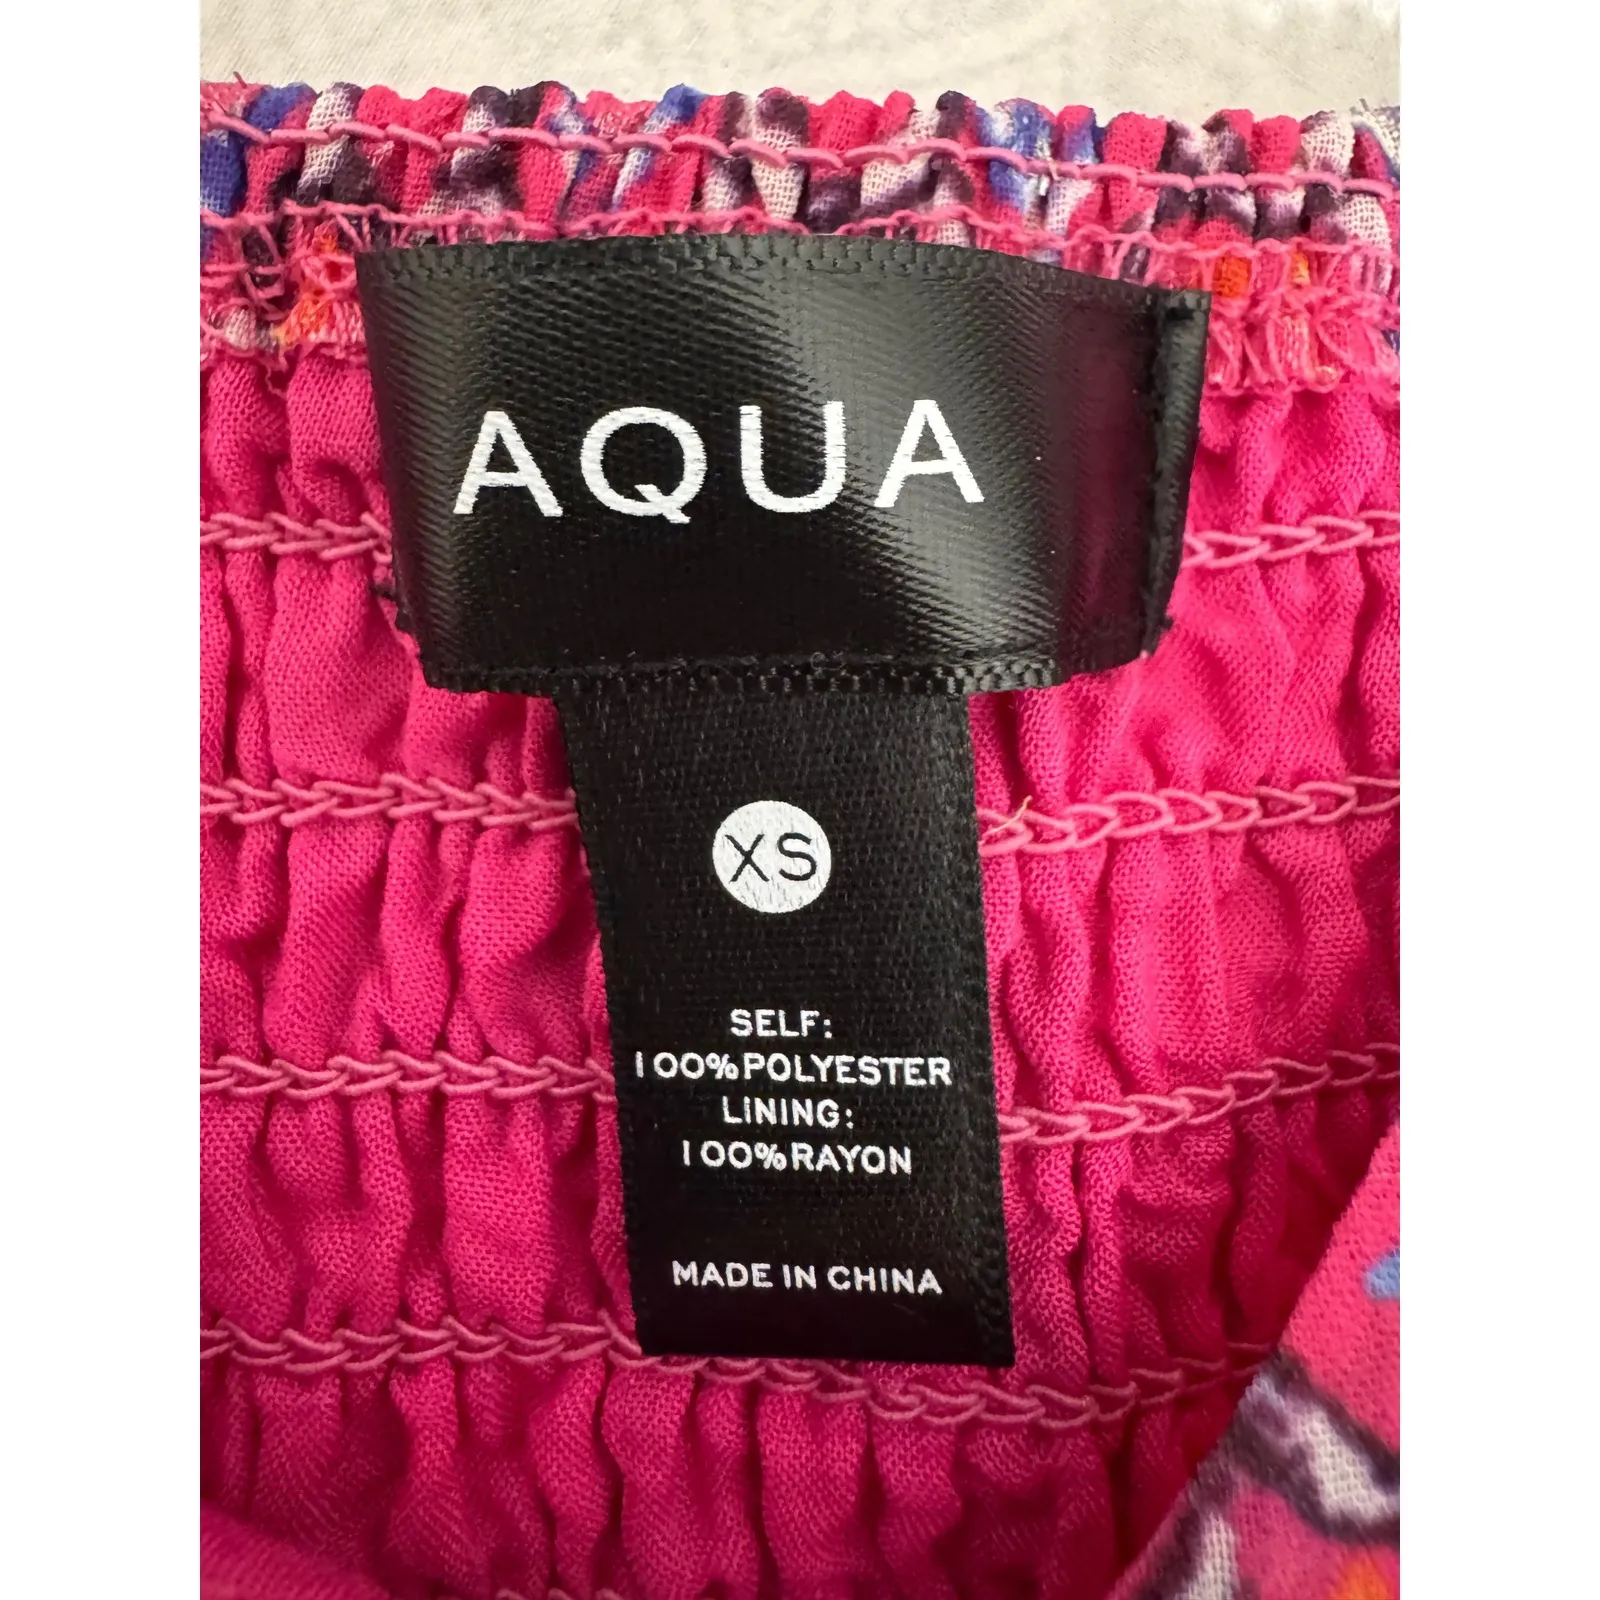 AQUA
XS
SELF:
100%POLYESTER
LINING:
100%RAYON
MADE IN CHINA